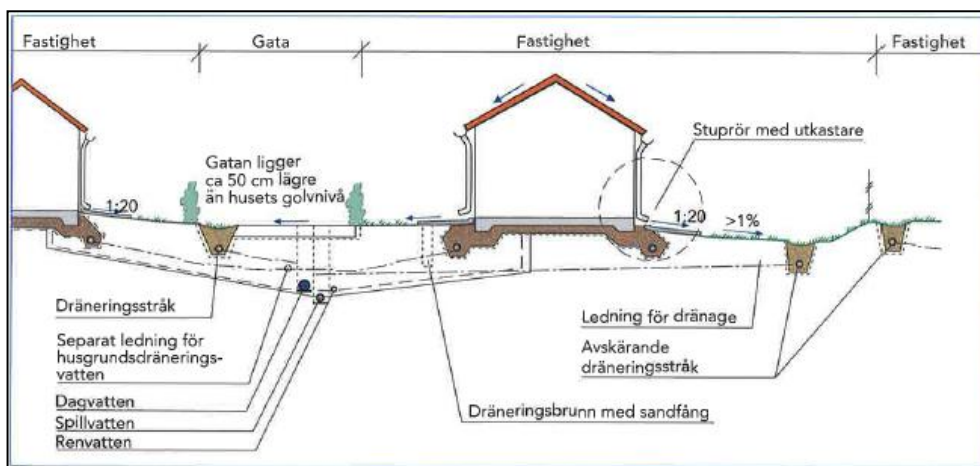 Fastighet
Gata
Fastighet
Fastighet
Stuprör med utkastare
Gatan ligger
ca 50 cm lägre
än husets golvnivå
1:20
1:20
>1%
Dräneringsstråk
Separat ledning för
husgrundsdränerings-
vatten
Dagvatten
Spillvatten
Renvatten
Dräneringsbrunn med sandfång
Ledning för dränage
Avskärande
dräneringsstråk